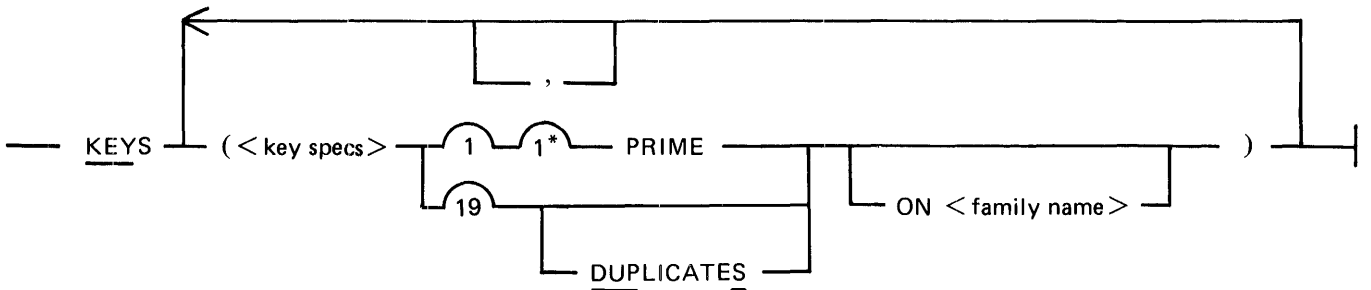 ,
KEYS ( < key specs > 1 1* PRIME )
19 ON < family name >
DUPLICATES